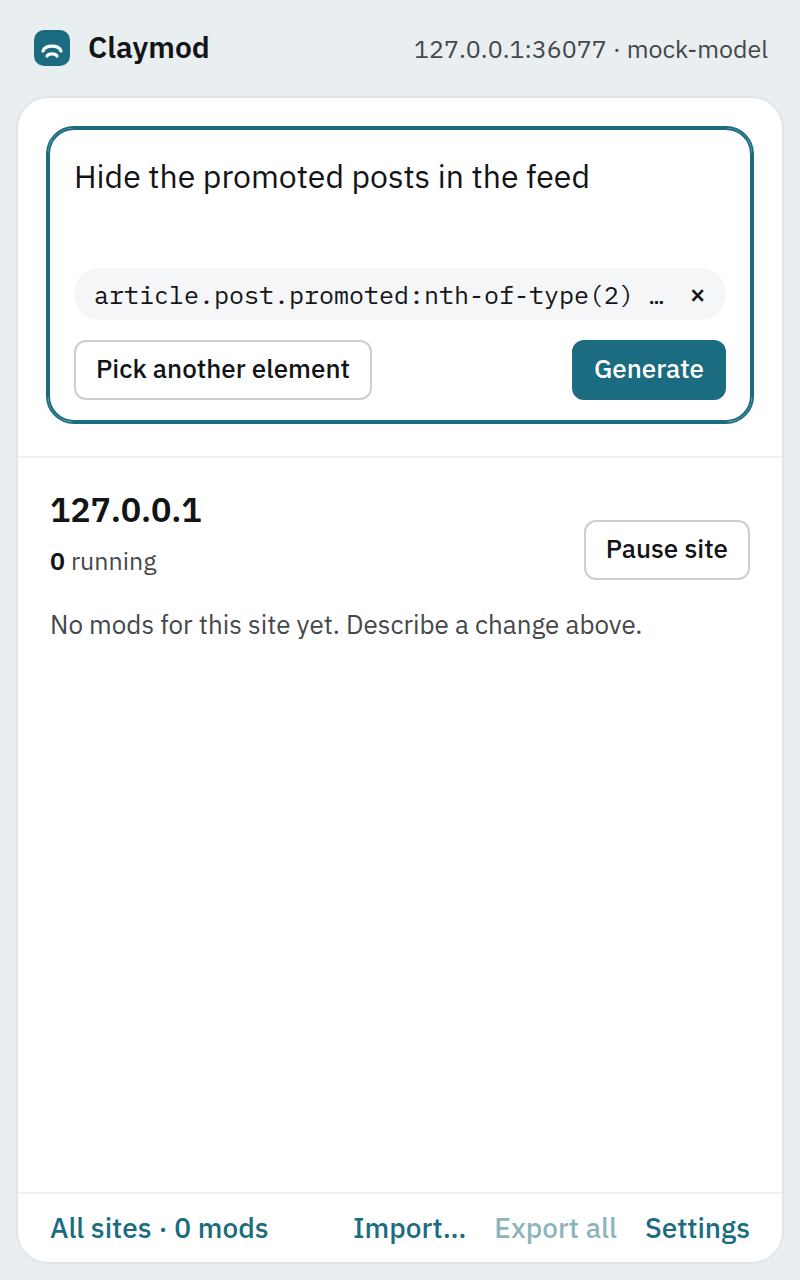 Claymod
127.0.0.1:36077 · mock-model
Hide the promoted posts in the feed
article.post.promoted:nth-of-type(2) … ×
Pick another element
Generate
127.0.0.1
0 running
Pause site
No mods for this site yet. Describe a change above.
All sites · 0 mods
Import…
Export all
Settings